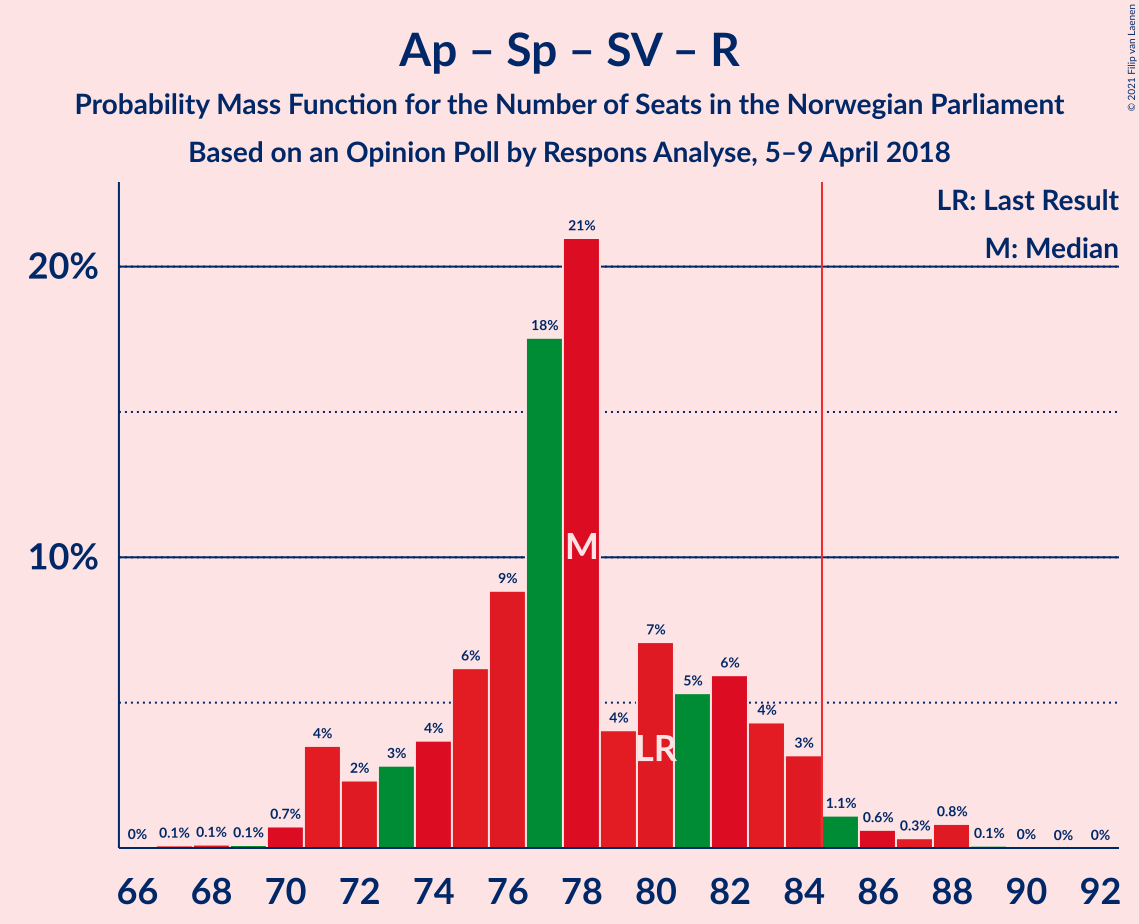 Ap – Sp – SV – R
Probability Mass Function for the Number of Seats in the Norwegian Parliament
Based on an Opinion Poll by Respons Analyse, 5–9 April 2018
© 2021 Filip van Laenen
LR: Last Result
M: Median
20%
10%
0% 0.1% 0.1% 0.1% 0.7% 4% 2% 3% 4% 6% 9% 18% 21% 4% 7% 5% 6% 4% 3% 1.1% 0.6% 0.3% 0.8% 0.1% 0% 0% 0%
M
LR
66 68 70 72 74 76 78 80 82 84 86 88 90 92